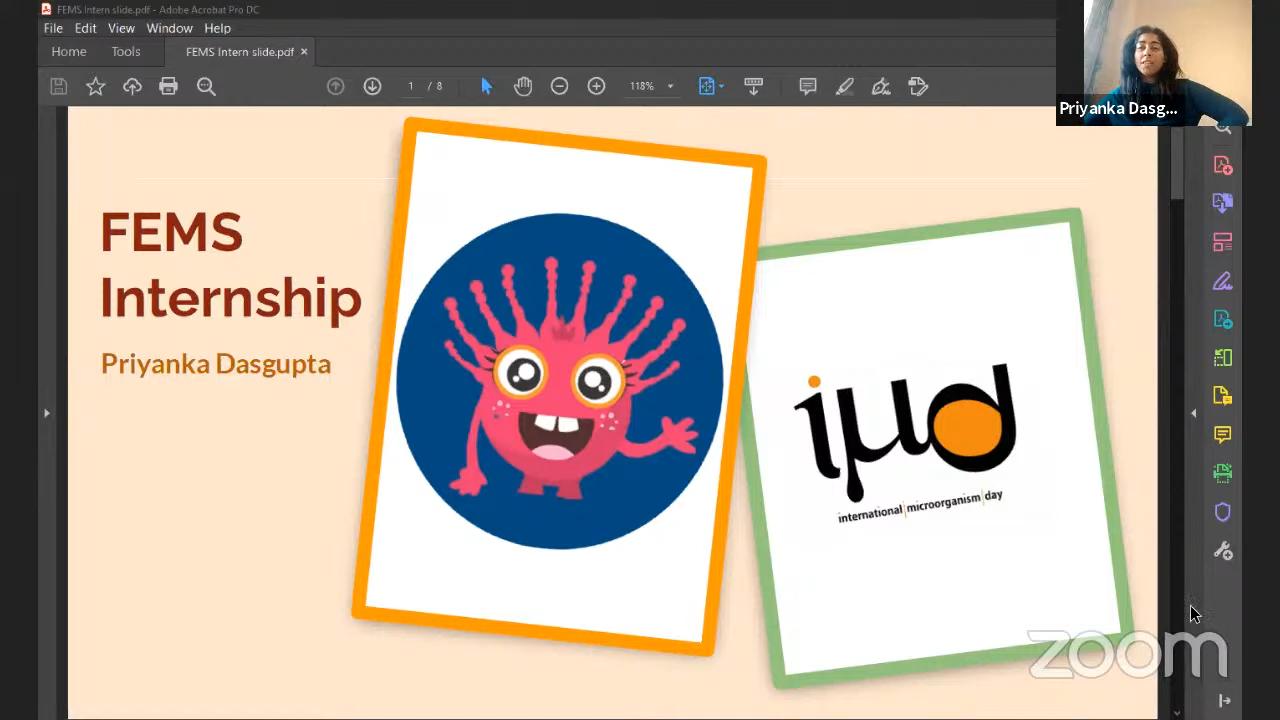 FEMS Intern slide.pdf - Adobe Acrobat Pro DC
File Edit View Window Help
Home Tools FEMS Intern slide.pdf ×
1 / 8 118%
Priyanka Dasg...
FEMS
Internship
Priyanka Dasgupta
iμd
international microorganism day
zoom